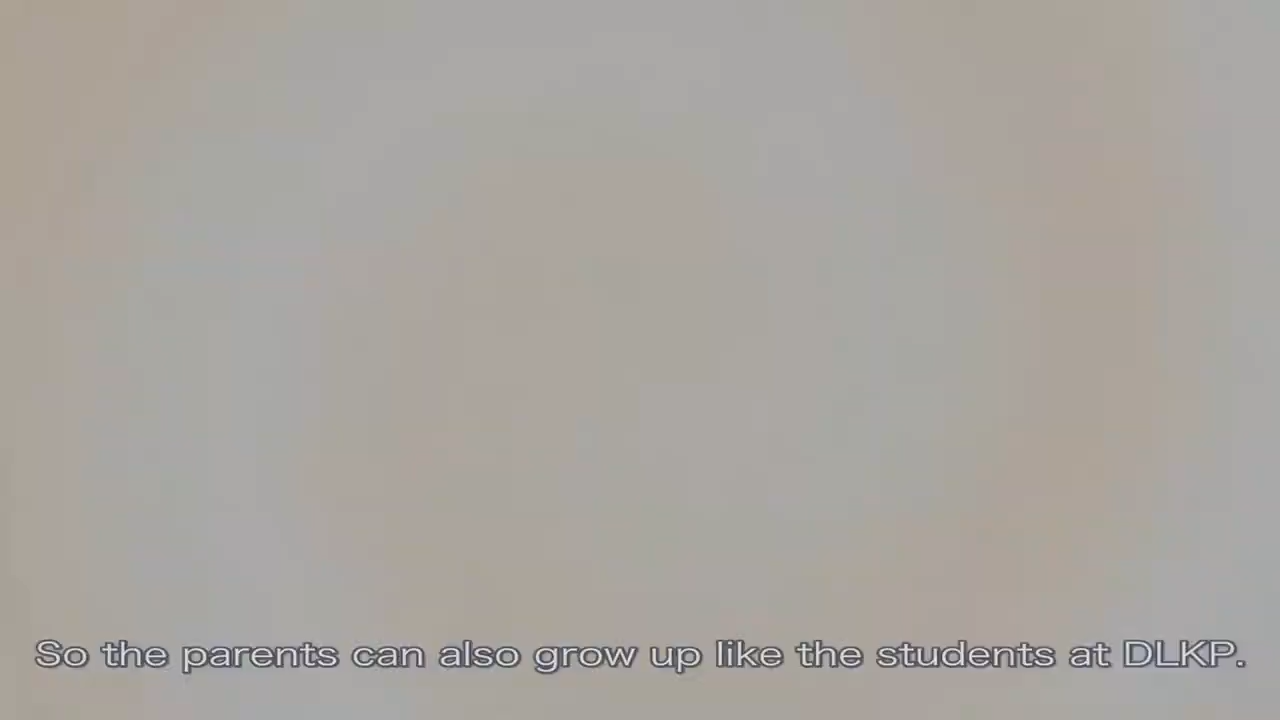 So the parents can also grow up like the students at DLKP.